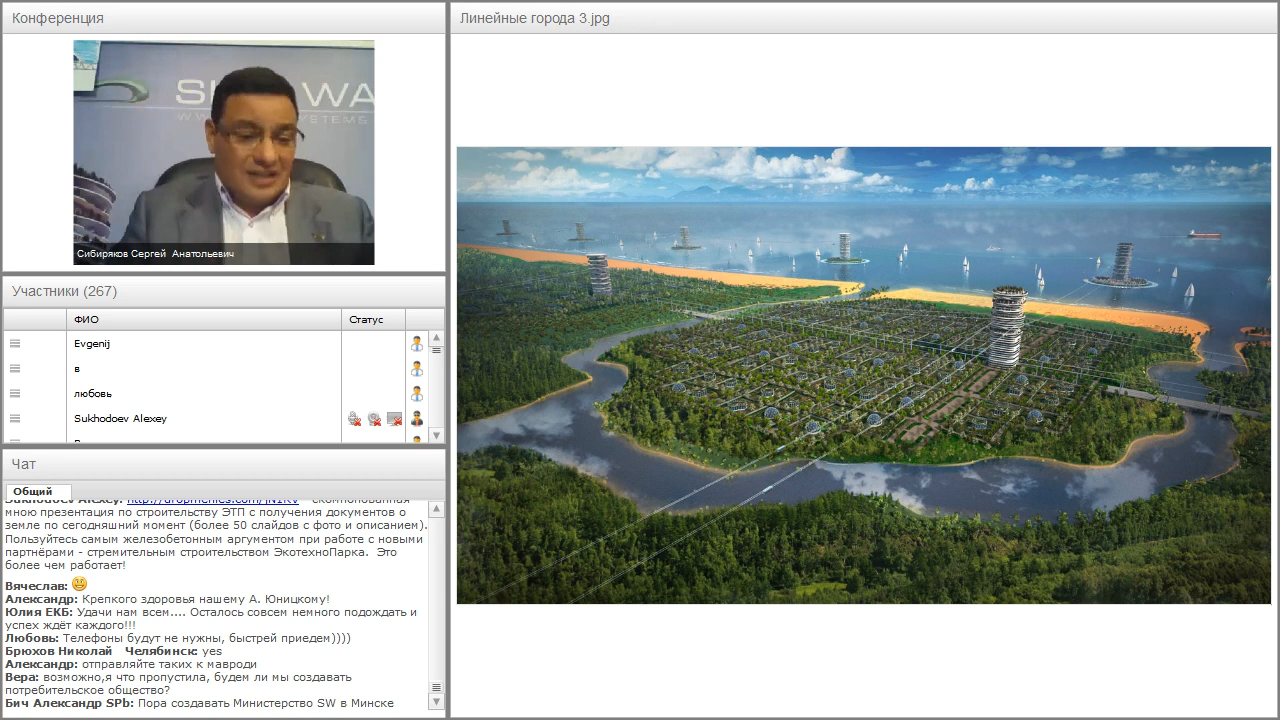 Конференция
Линейные города 3.jpg
Сибиряков Сергей Анатольевич
Участники (267)
ФИО
Статус
Evgenij
в
любовь
Sukhodoev Alexey
Чат
Общий
Sukhodoev Alexey:
мною презентация по строительству ЭТП с получения документов о
земле по сегодняшний момент (более 50 слайдов с фото и описанием).
Пользуйтесь самым железобетонным аргументом при работе с новыми
партнёрами - стремительным строительством ЭкотехноПарка. Это
более чем работает!
Вячеслав:
Александр: Крепкого здоровья нашему А. Юницкому!
Юлия ЕКБ: Удачи нам всем.... Осталось совсем немного подождать и
успех ждёт каждого!!!
Любовь: Телефоны будут не нужны, быстрей приедем))))
Брюхов Николай Челябинск: yes
Александр: отправляйте таких к мавроди
Вера: возможно,я что пропустила, будем ли мы создавать
потребительское общество?
Бич Александр SPb: Пора создавать Министерство SW в Минске